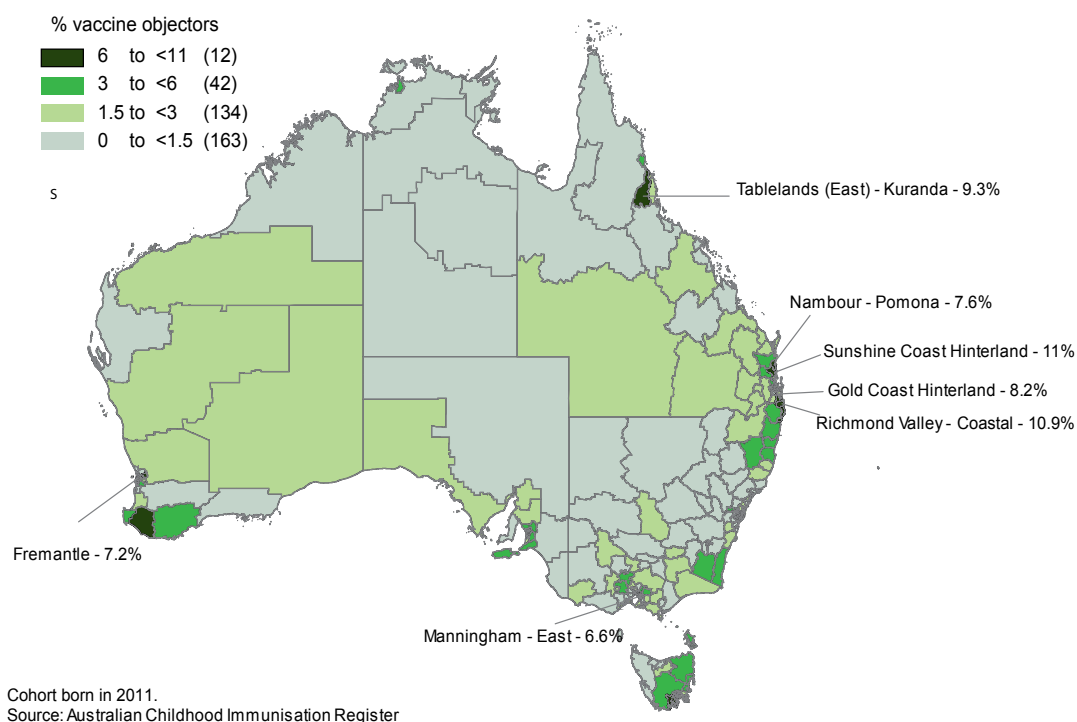 % vaccine objectors
6 to <11 (12)
3 to <6 (42)
1.5 to <3 (134)
0 to <1.5 (163)
s
Tablelands (East) - Kuranda - 9.3%
Nambour - Pomona - 7.6%
Sunshine Coast Hinterland - 11%
Gold Coast Hinterland - 8.2%
Richmond Valley - Coastal - 10.9%
Fremantle - 7.2%
Manningham - East - 6.6%
Cohort born in 2011.
Source: Australian Childhood Immunisation Register